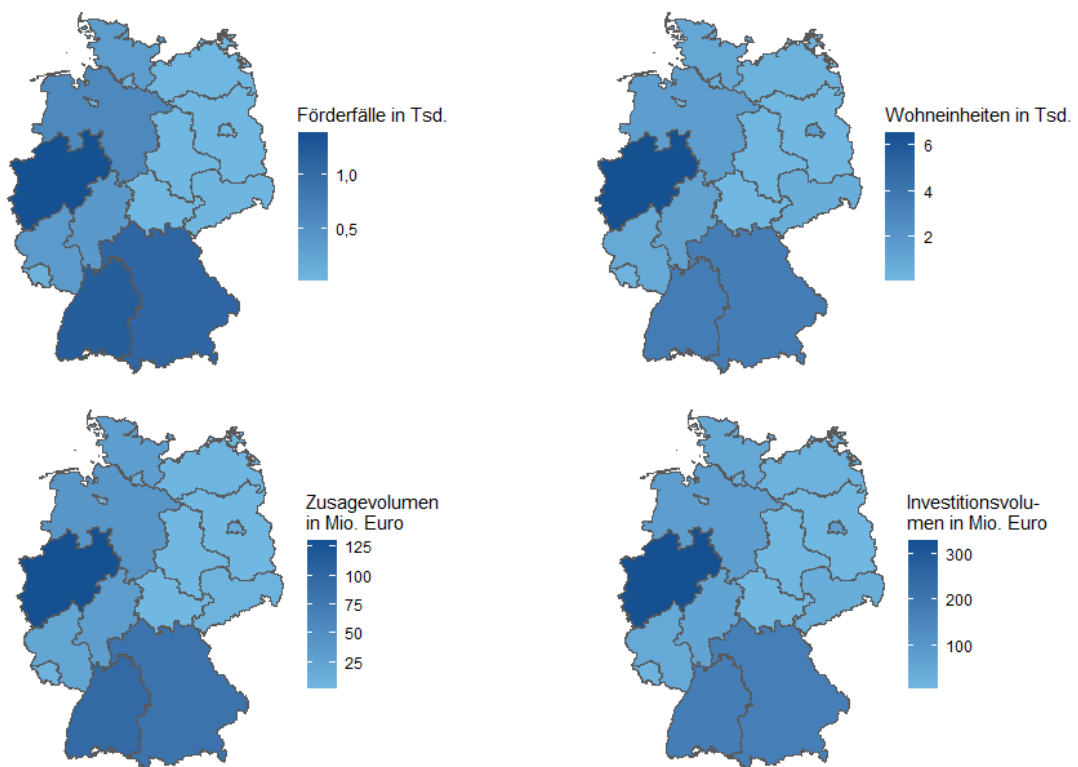 Förderfälle in Tsd.
1,0
0,5
Wohneinheiten in Tsd.
6
4
2
Zusagevolumen
in Mio. Euro
125
100
75
50
25
Investitionsvolu-
men in Mio. Euro
300
200
100